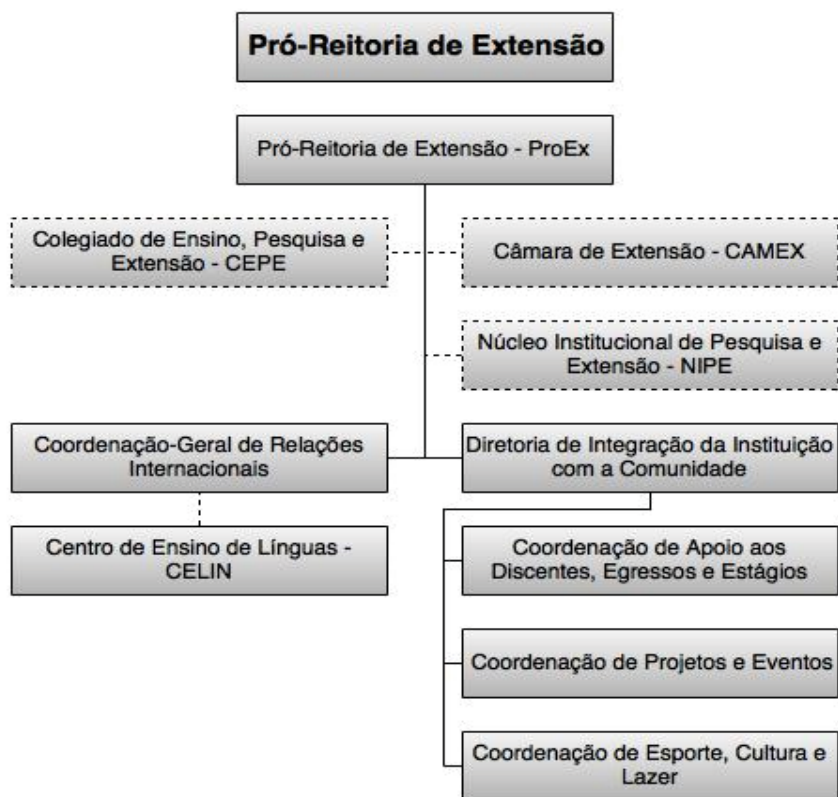 Pró-Reitoria de Extensão
Pró-Reitoria de Extensão - ProEx
Colegiado de Ensino, Pesquisa e
Extensão - CEPE
Câmara de Extensão - CAMEX
Núcleo Institucional de Pesquisa e
Extensão - NIPE
Coordenação-Geral de Relações
Internacionais
Diretoria de Integração da Instituição
com a Comunidade
Centro de Ensino de Línguas -
CELIN
Coordenação de Apoio aos
Discentes, Egressos e Estágios
Coordenação de Projetos e Eventos
Coordenação de Esporte, Cultura e
Lazer